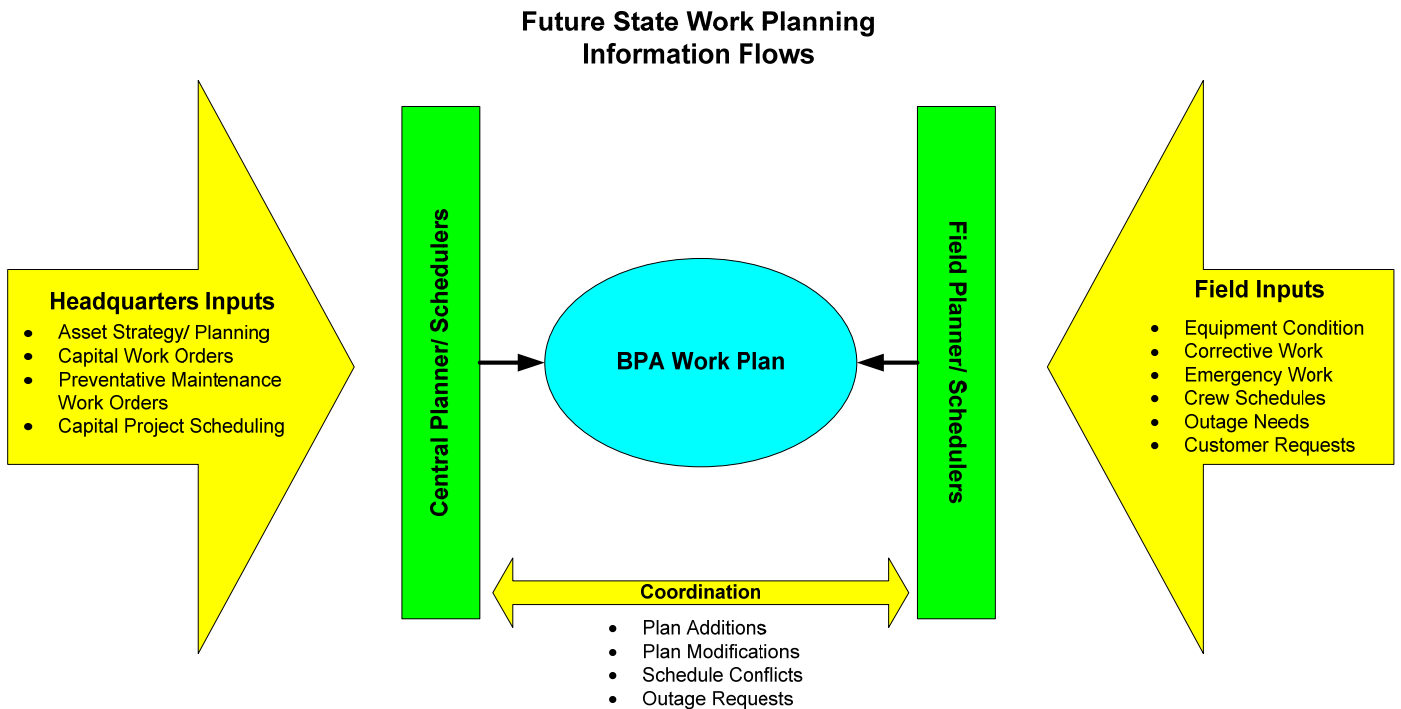 Future State Work Planning
Information Flows
Headquarters Inputs
• Asset Strategy/ Planning
• Capital Work Orders
• Preventative Maintenance
Work Orders
• Capital Project Scheduling
Central Planner/ Schedulers
BPA Work Plan
Field Planner/ Schedulers
Field Inputs
• Equipment Condition
• Corrective Work
• Emergency Work
• Crew Schedules
• Outage Needs
• Customer Requests
Coordination
• Plan Additions
• Plan Modifications
• Schedule Conflicts
• Outage Requests